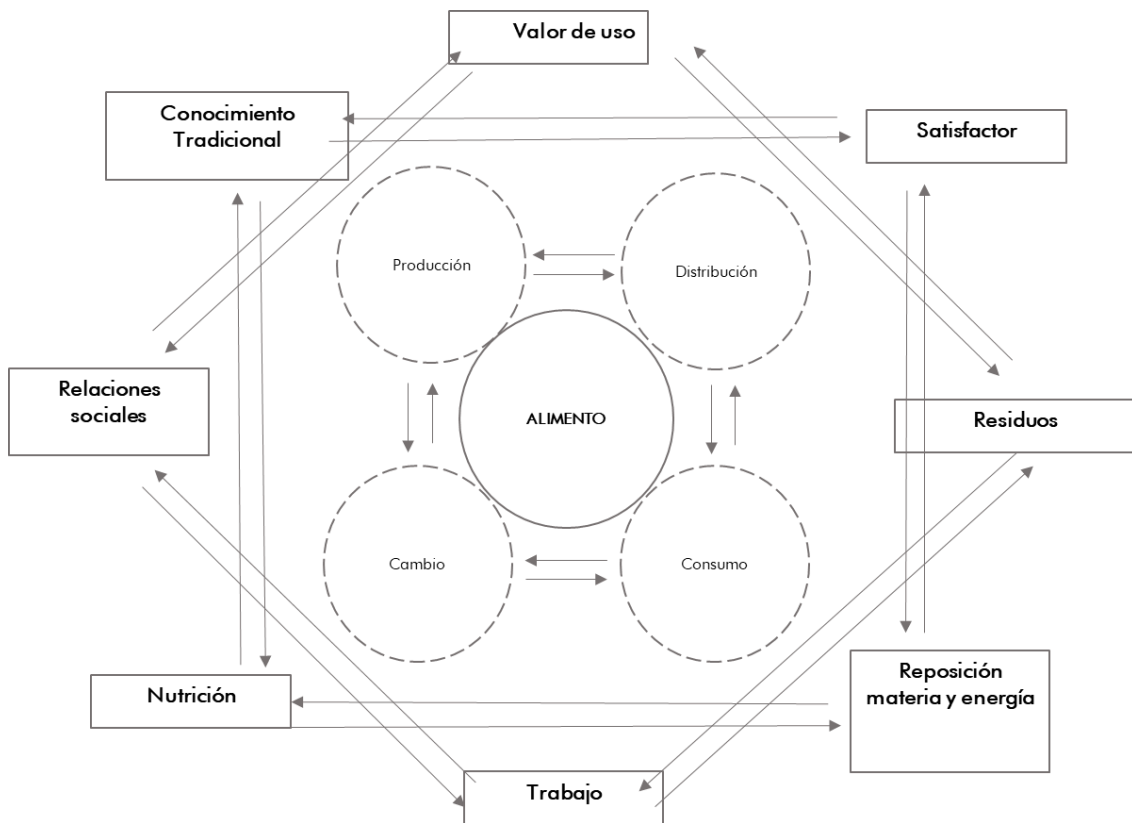 Valor de uso
Conocimiento
Tradicional
Satisfactor
Producción
Distribución
Relaciones
sociales
ALIMENTO
Residuos
Cambio
Consumo
Nutrición
Reposición
materia y energía
Trabajo